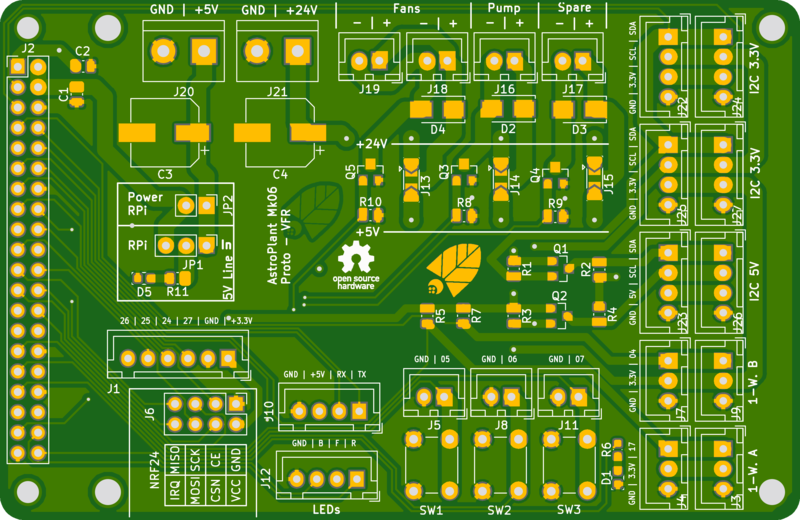 GND | +5V
GND | +24V
Fans
Pump
Spare
− | +
− | +
− | +
− | +
J2
C2
C1
J20
J21
J19
J18
J16
J17
D4
D2
D3
C3
C4
+
+
+24V
Q5
J13
Q3
J14
Q4
J15
R10
R8
R9
+5V
Power
RPi
JP2
RPi
In
JP1
D5
R11
5V Line
AstroPlant Mk06
Proto – VFR
open source
hardware
Q1
R1
R2
Q2
R5
R7
R3
R4
GND | 3.3V | SCL | SDA
J22
J24
I2C 3.3V
GND | 3.3V | SCL | SDA
J25
J27
I2C 3.3V
GND | 5V | SCL | SDA
J23
J26
I2C 5V
GND | 3.3V | 04
J7
J9
1-W. B
GND | 3.3V | 17
J4
J3
1-W. A
26 | 25 | 24 | 27 | GND | +3.3V
J1
J6
NRF24
IRQ
MISO
MOSI
SCK
CSN
CE
VCC
GND
GND | +5V | RX | TX
J10
GND | B | F | R
J12
LEDs
GND | 05
GND | 06
GND | 07
J5
J8
J11
SW1
SW2
SW3
R6
D1